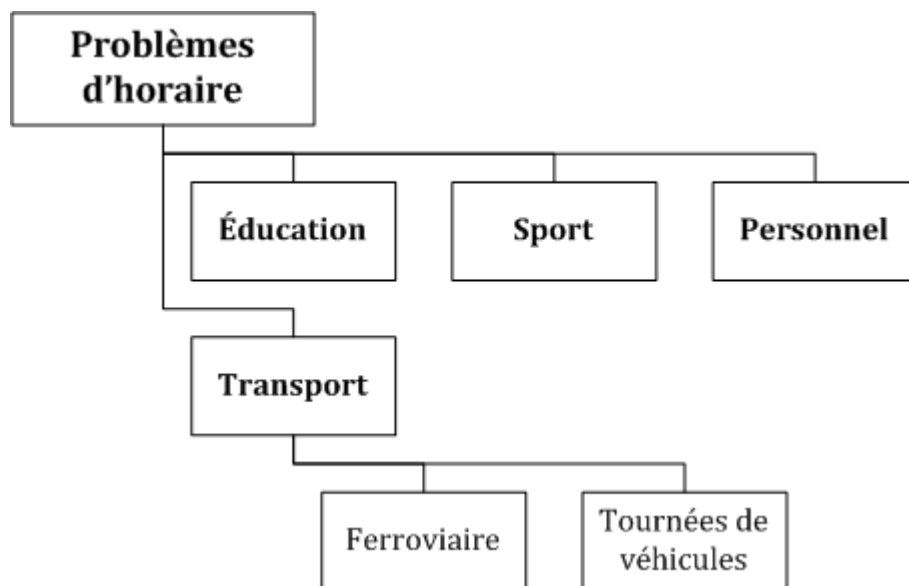 Problèmes
d’horaire
Éducation
Sport
Personnel
Transport
Ferroviaire
Tournées de
véhicules